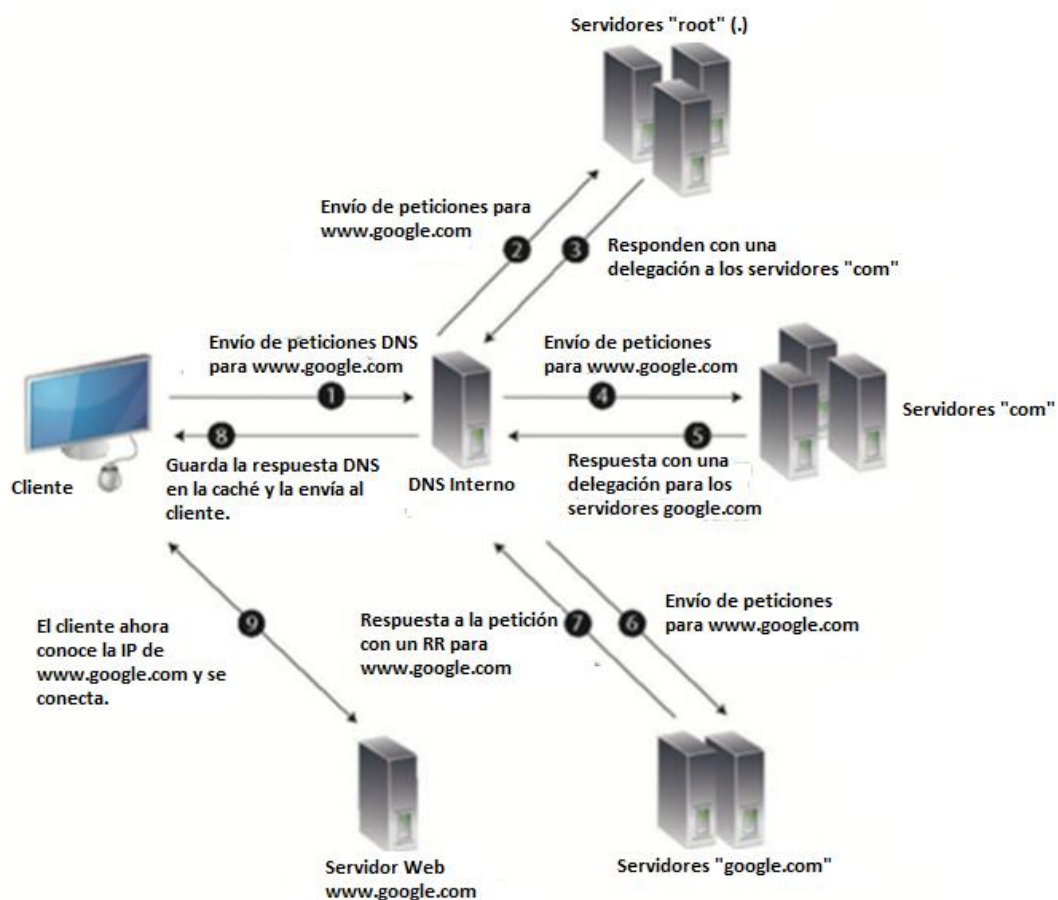 Servidores "root" (.)
Envío de peticiones para
www.google.com
2
3
Responden con una
delegación a los servidores "com"
Envío de peticiones DNS
para www.google.com
1
Envío de peticiones
para www.google.com
4
Servidores "com"
8
5
Guarda la respuesta DNS
en la caché y la envía al
cliente.
Cliente
DNS Interno
Respuesta con una
delegación para los
servidores google.com
El cliente ahora
conoce la IP de
www.google.com y se
conecta.
9
Respuesta a la petición
con un RR para
www.google.com
7
6
Envío de peticiones
para www.google.com
Servidor Web
www.google.com
Servidores "google.com"